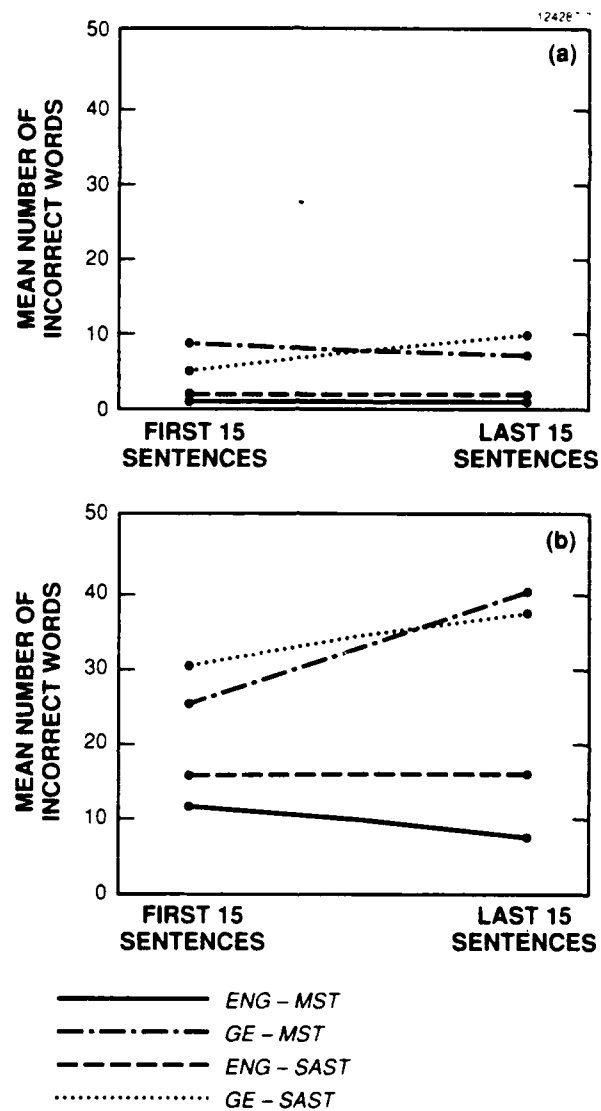 50
(a)
40
30
20
10
0
MEAN NUMBER OF
INCORRECT WORDS
FIRST 15
SENTENCES
LAST 15
SENTENCES
50
(b)
40
30
20
10
0
MEAN NUMBER OF
INCORRECT WORDS
FIRST 15
SENTENCES
LAST 15
SENTENCES
ENG – MST
GE – MST
ENG – SAST
GE – SAST